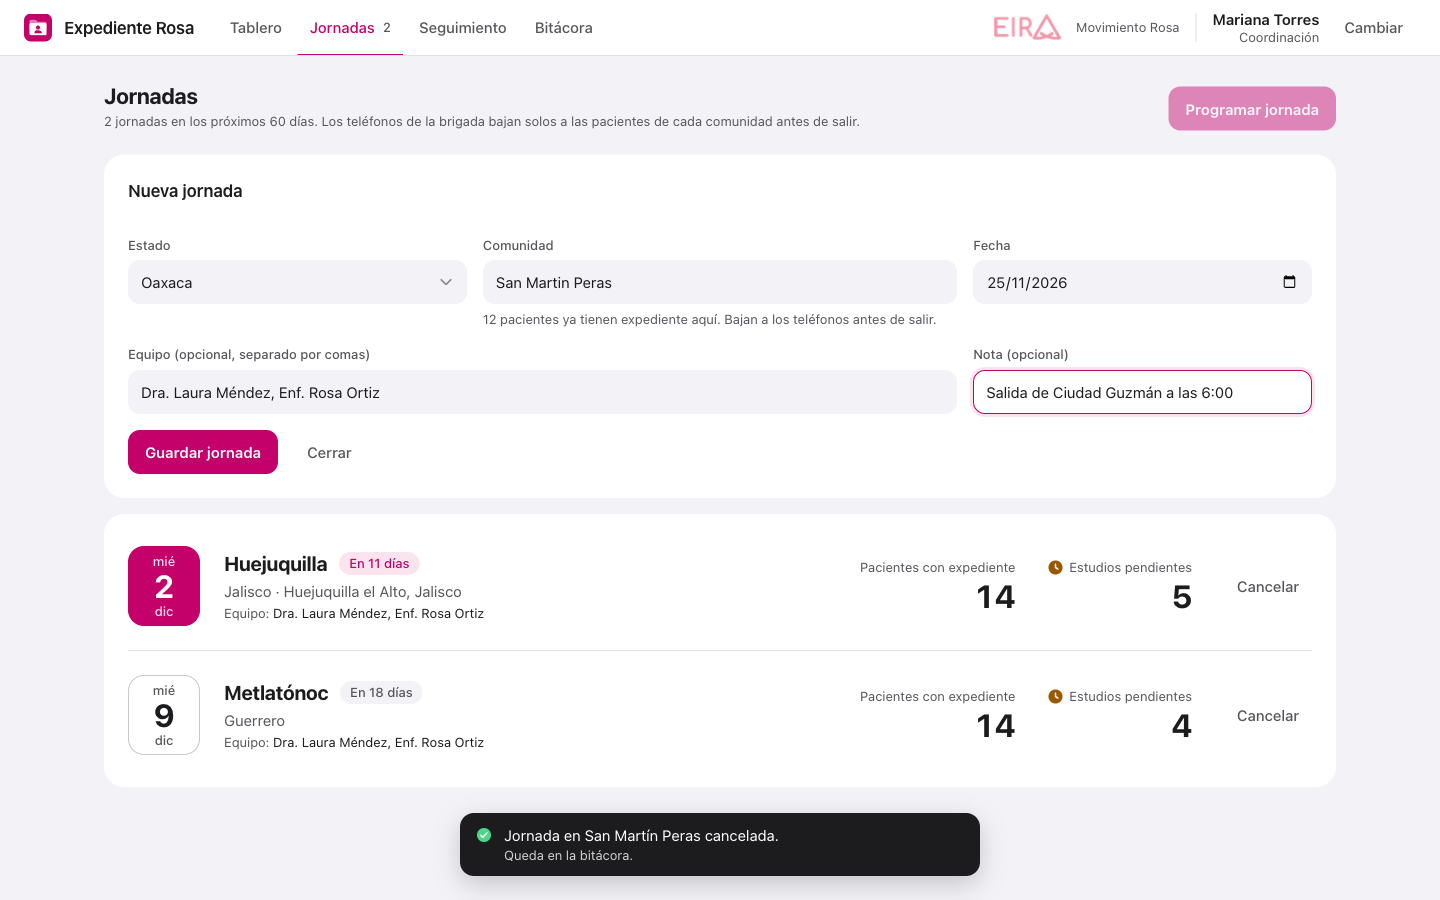 Expediente Rosa
Tablero
Jornadas 2
Seguimiento
Bitácora
EIRA
Movimiento Rosa
Mariana Torres
Coordinación
Cambiar
Jornadas
2 jornadas en los próximos 60 días. Los teléfonos de la brigada bajan solos a las pacientes de cada comunidad antes de salir.
Programar jornada
Nueva jornada
Estado
Oaxaca
Comunidad
San Martin Peras
12 pacientes ya tienen expediente aquí. Bajan a los teléfonos antes de salir.
Fecha
25/11/2026
Equipo (opcional, separado por comas)
Dra. Laura Méndez, Enf. Rosa Ortiz
Nota (opcional)
Salida de Ciudad Guzmán a las 6:00
Guardar jornada
Cerrar
mié
2
dic
Huejuquilla
En 11 días
Jalisco · Huejuquilla el Alto, Jalisco
Equipo: Dra. Laura Méndez, Enf. Rosa Ortiz
Pacientes con expediente
14
Estudios pendientes
5
Cancelar
mié
9
dic
Metlatónoc
En 18 días
Guerrero
Equipo: Dra. Laura Méndez, Enf. Rosa Ortiz
Pacientes con expediente
14
Estudios pendientes
4
Cancelar
Jornada en San Martín Peras cancelada.
Queda en la bitácora.